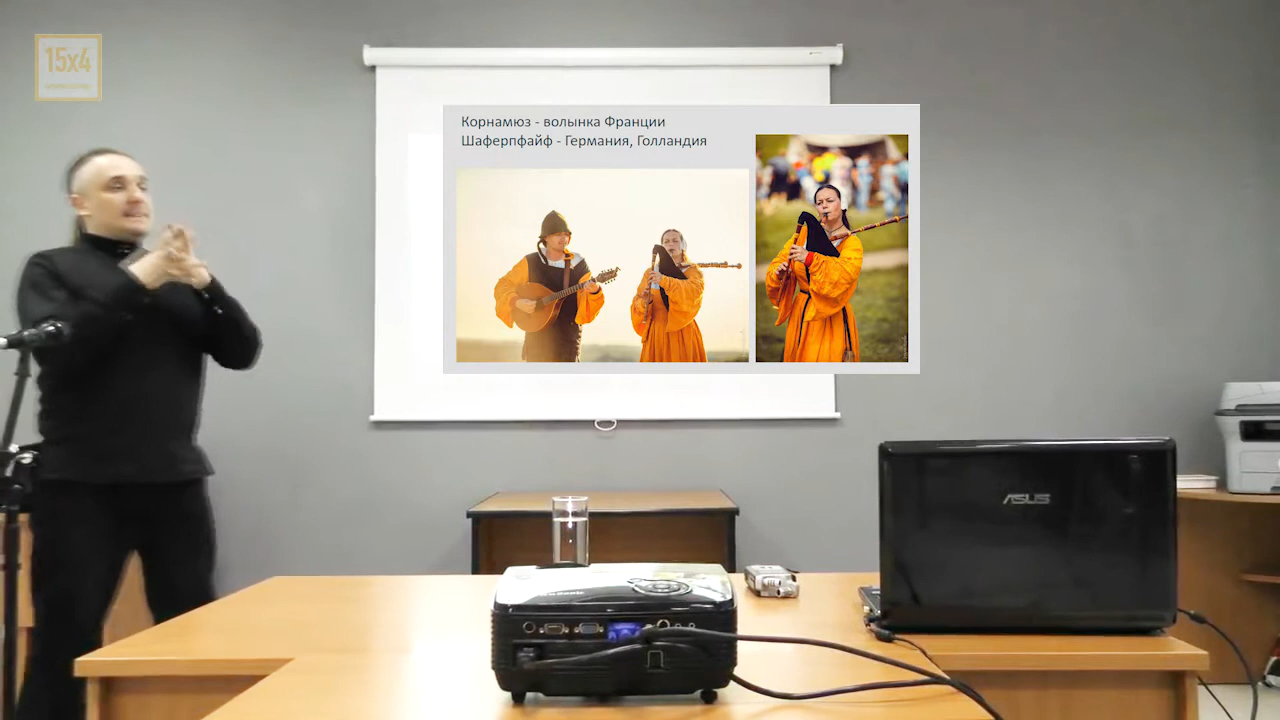 15x4
Корнамюз - волынка Франции
Шаферпфайф - Германия, Голландия
ASUS